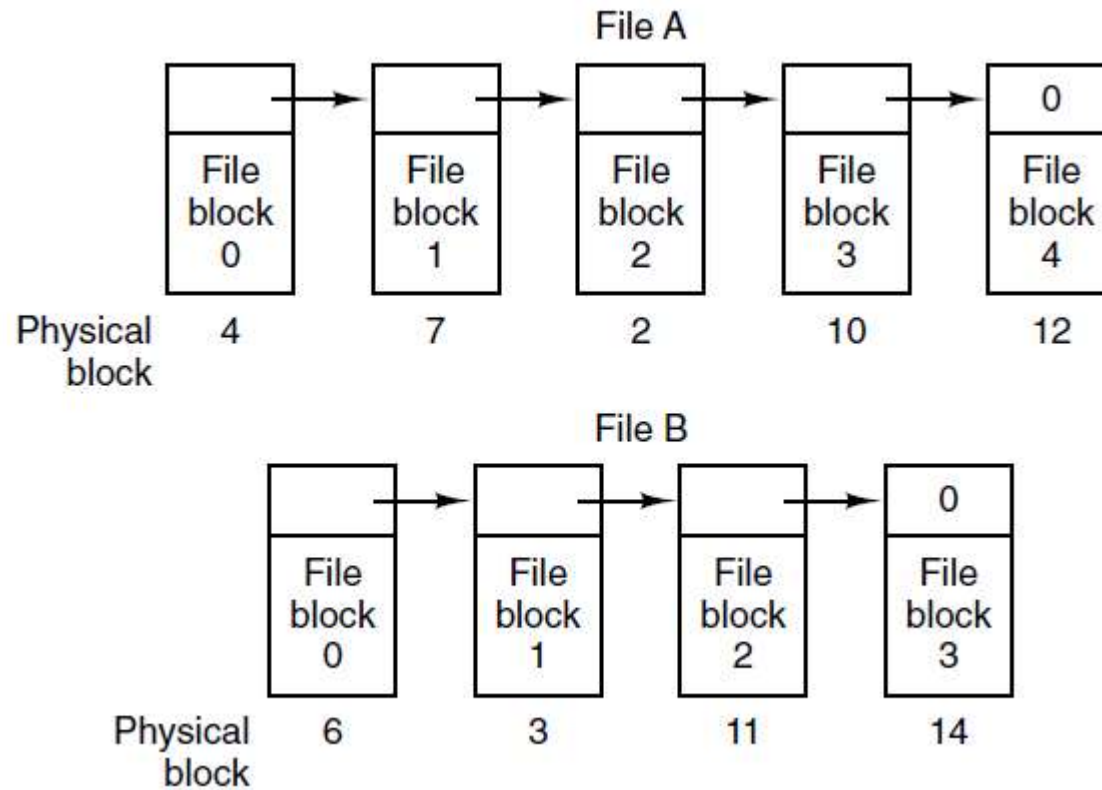 File A
0
File File File File File
block block block block block
0 1 2 3 4
Physical 4 7 2 10 12
block
File B
0
File File File File
block block block block
0 1 2 3
Physical 6 3 11 14
block